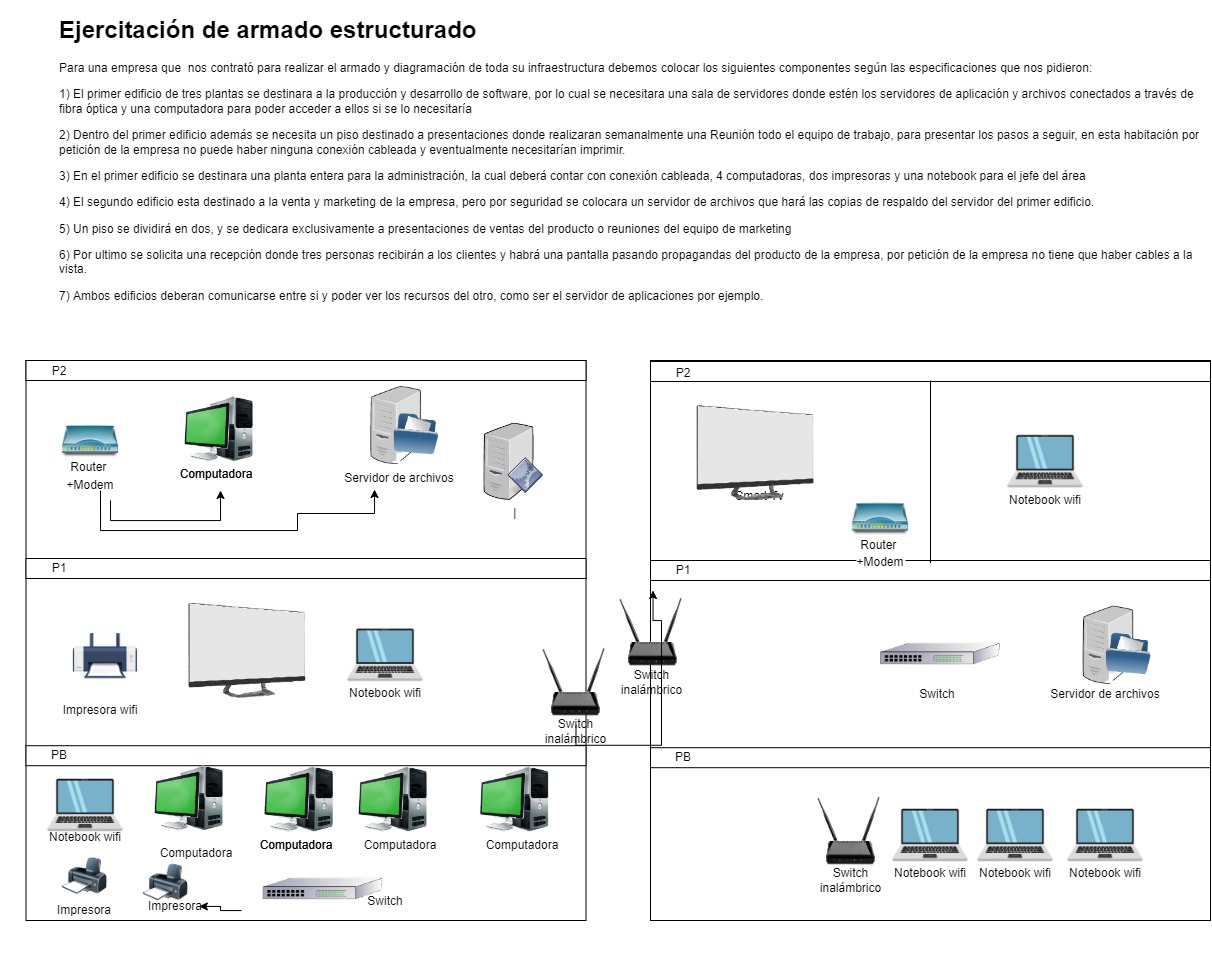 Ejercitación de armado estructurado
Para una empresa que  nos contrató para realizar el armado y diagramación de toda su infraestructura debemos colocar los siguientes componentes según las especificaciones que nos pidieron:
1) El primer edificio de tres plantas se destinara a la producción y desarrollo de software, por lo cual se necesitara una sala de servidores donde estén los servidores de aplicación y archivos conectados a través de
fibra óptica y una computadora para poder acceder a ellos si se lo necesitaría
2) Dentro del primer edificio además se necesita un piso destinado a presentaciones donde realizaran semanalmente una Reunión todo el equipo de trabajo, para presentar los pasos a seguir, en esta habitación por
petición de la empresa no puede haber ninguna conexión cableada y eventualmente necesitarían imprimir.
3) En el primer edificio se destinara una planta entera para la administración, la cual deberá contar con conexión cableada, 4 computadoras, dos impresoras y una notebook para el jefe del área
4) El segundo edificio esta destinado a la venta y marketing de la empresa, pero por seguridad se colocara un servidor de archivos que hará las copias de respaldo del servidor del primer edificio.
5) Un piso se dividirá en dos, y se dedicara exclusivamente a presentaciones de ventas del producto o reuniones del equipo de marketing
6) Por ultimo se solicita una recepción donde tres personas recibirán a los clientes y habrá una pantalla pasando propagandas del producto de la empresa, por petición de la empresa no tiene que haber cables a la
vista.
7) Ambos edificios deberan comunicarse entre si y poder ver los recursos del otro, como ser el servidor de aplicaciones por ejemplo.
P2
Router
+Modem
Computadora
Servidor de archivos
P1
Impresora wifi
Notebook wifi
Switch
inalámbrico
Switch
inalámbrico
PB
Notebook wifi
Computadora
Computadora
Computadora
Computadora
Impresora
Impresora
Switch
P2
Smart Tv
Router
+Modem
Notebook wifi
P1
Switch
Servidor de archivos
PB
Switch
inalámbrico
Notebook wifi
Notebook wifi
Notebook wifi